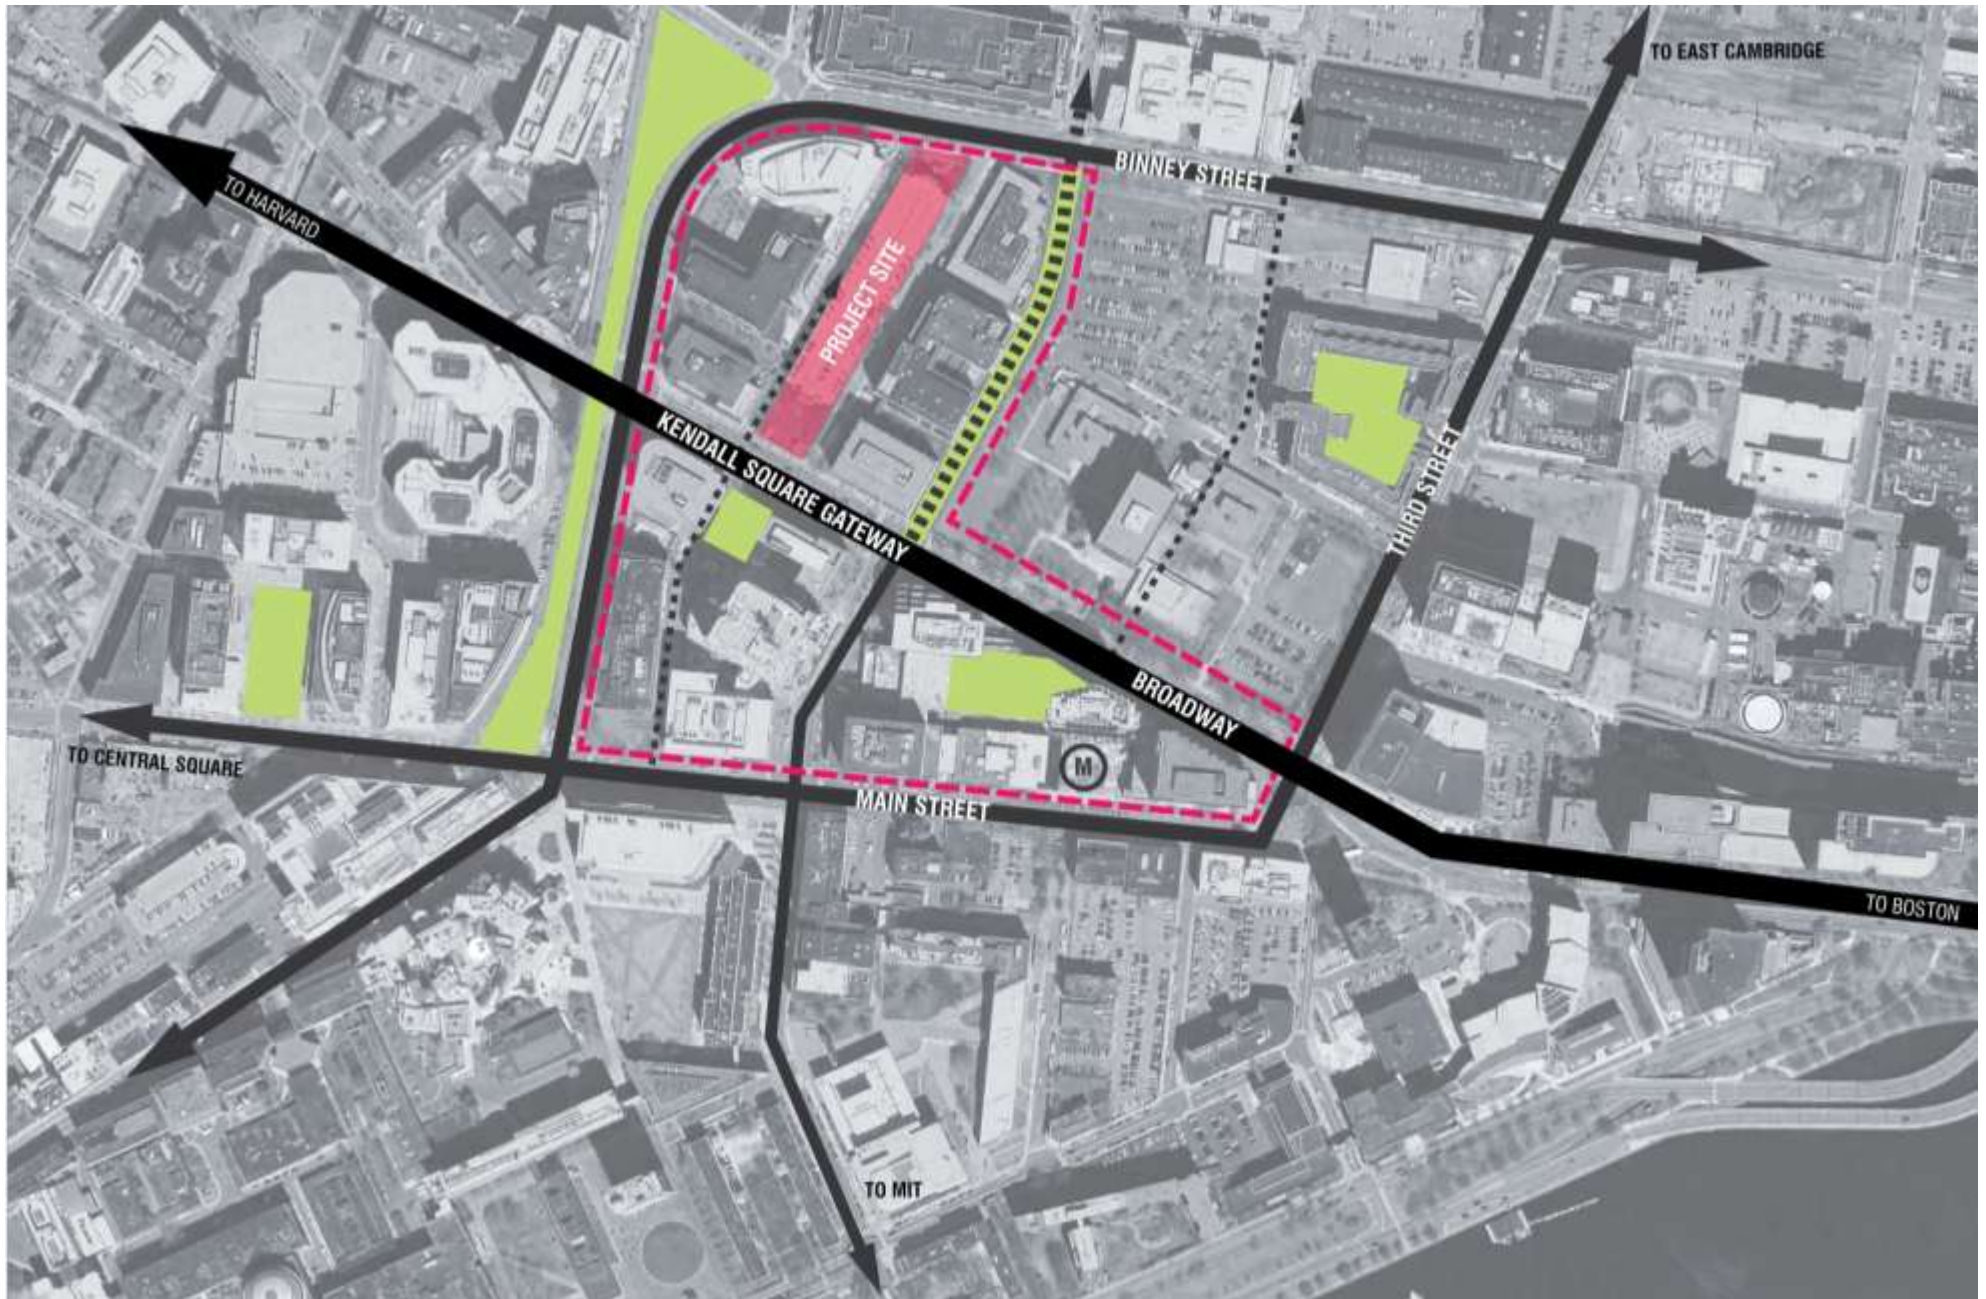 TO EAST CAMBRIDGE
BINNEY STREET
TO HARVARD
PROJECT SITE
KENDALL SQUARE GATEWAY
THIRD STREET
BROADWAY
TO CENTRAL SQUARE
M
MAIN STREET
TO BOSTON
TO MIT